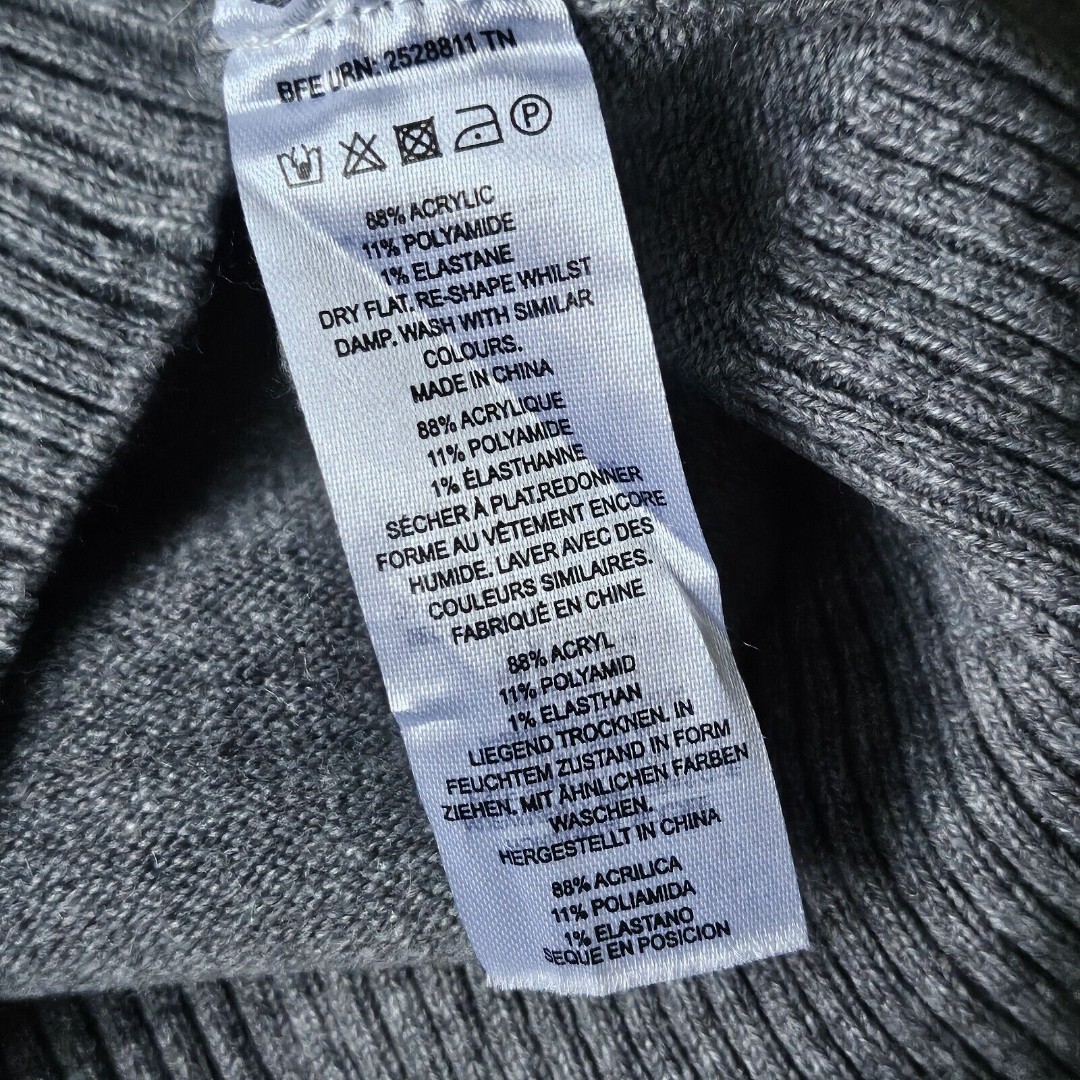 BFE URN: 2528811 TN
P
88% ACRYLIC
11% POLYAMIDE
1% ELASTANE
DRY FLAT. RE-SHAPE WHILST
DAMP. WASH WITH SIMILAR
COLOURS.
MADE IN CHINA
88% ACRYLIQUE
11% POLYAMIDE
1% ÉLASTHANNE
SÉCHER À PLAT.REDONNER
FORME AU VÊTEMENT ENCORE
HUMIDE. LAVER AVEC DES
COULEURS SIMILAIRES.
FABRIQUÉ EN CHINE
88% ACRYL
11% POLYAMID
1% ELASTHAN
LIEGEND TROCKNEN. IN
FEUCHTEM ZUSTAND IN FORM
ZIEHEN. MIT ÄHNLICHEN FARBEN
WASCHEN.
HERGESTELLT IN CHINA
88% ACRILICA
11% POLIAMIDA
1% ELASTANO
SEQUE EN POSICION